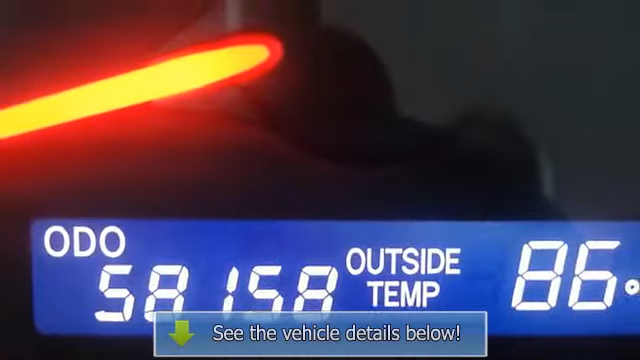 ODO
58158
OUTSIDE
TEMP
86°
See the vehicle details below!